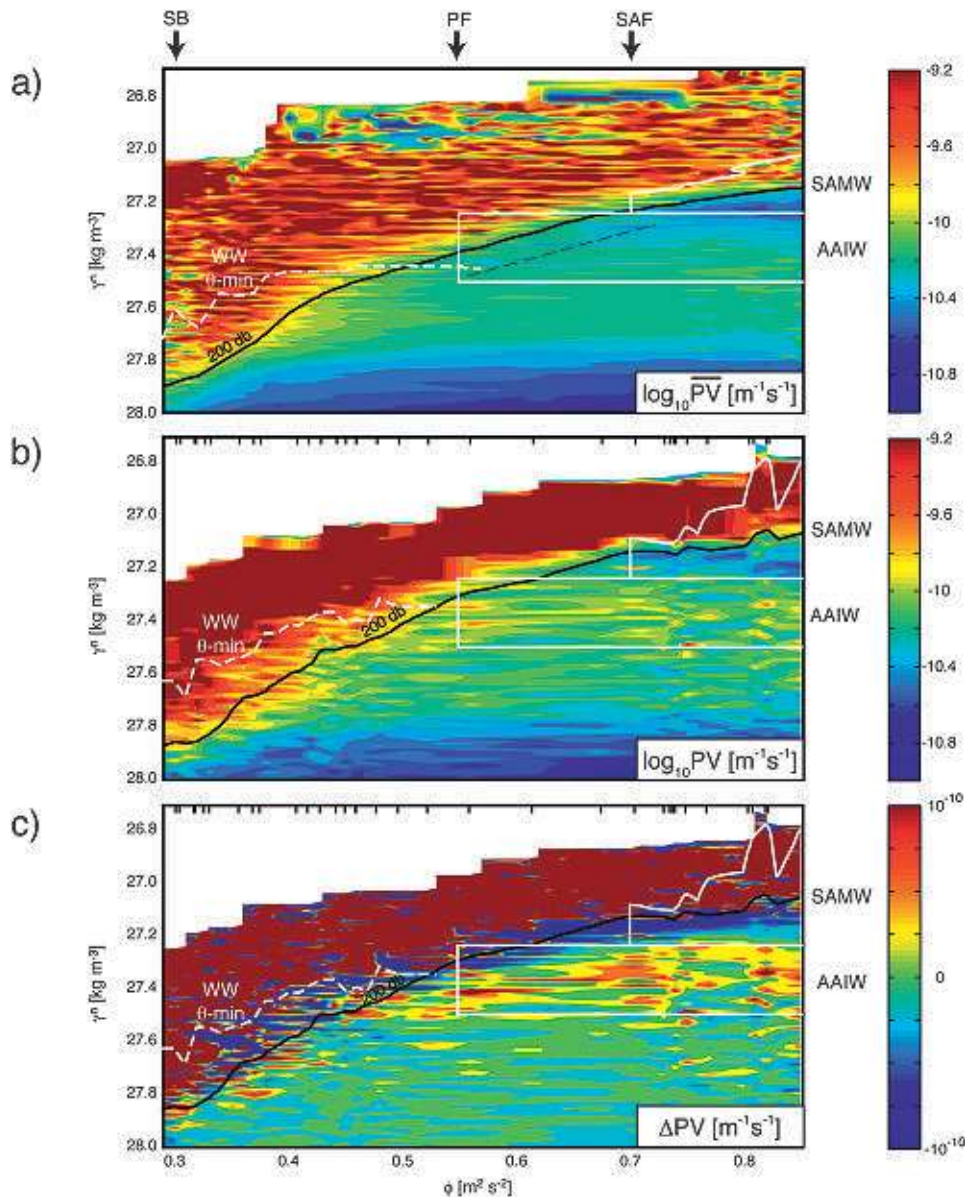 SB PF SAF
a)
26.8
27.0
27.2
27.4
27.6
27.8
28.0
γⁿ [kg m⁻³]
WW
θ-min
200 db
log₁₀P̅V̅ [m⁻¹s⁻¹]
SAMW
AAIW
-9.2
-9.6
-10
-10.4
-10.8
b)
26.8
27.0
27.2
27.4
27.6
27.8
28.0
γⁿ [kg m⁻³]
WW
θ-min
200 db
log₁₀PV [m⁻¹s⁻¹]
SAMW
AAIW
-9.2
-9.6
-10
-10.4
-10.8
c)
26.8
27.0
27.2
27.4
27.6
27.8
28.0
γⁿ [kg m⁻³]
WW
θ-min
200 db
ΔPV [m⁻¹s⁻¹]
SAMW
AAIW
10⁻¹⁰
0
-10⁻¹⁰
0.3 0.4 0.5 0.6 0.7 0.8
ϕ [m² s⁻²]